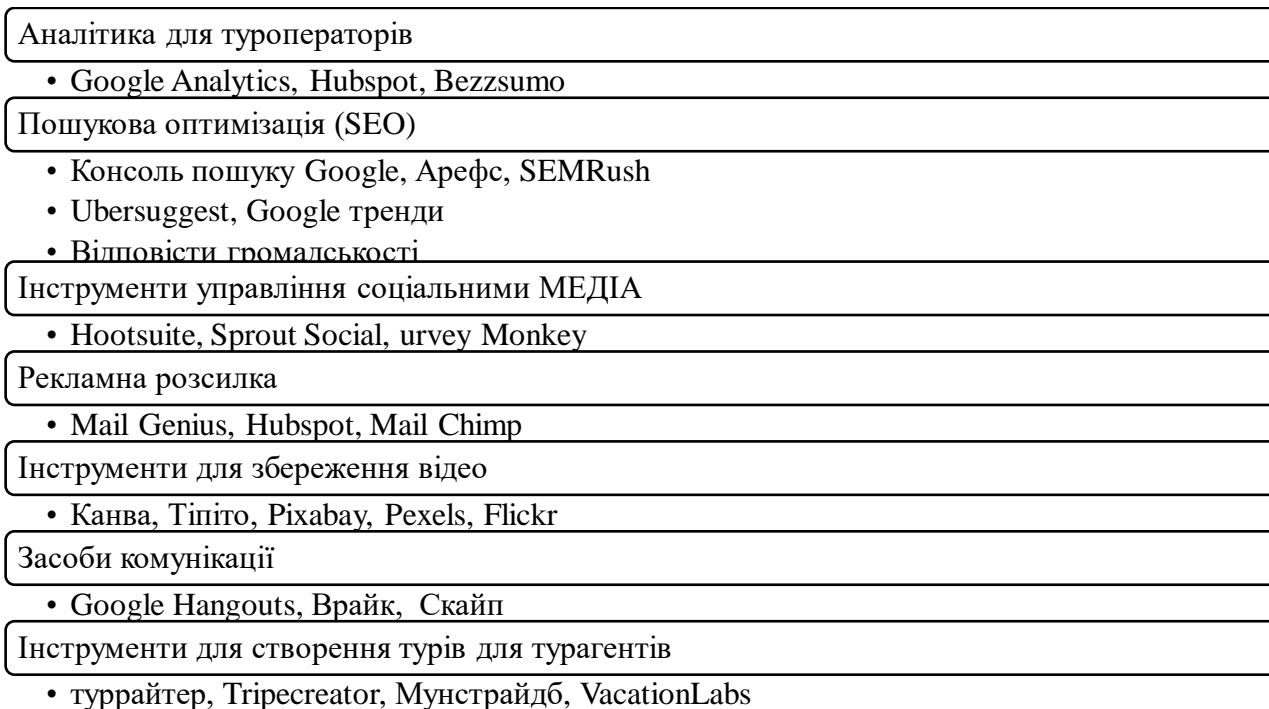 Аналітика для туроператорів
• Google Analytics, Hubspot, Bezzsumo
Пошукова оптимізація (SEO)
• Консоль пошуку Google, Арефс, SEMRush
• Ubersuggest, Google тренди
• Відповісти громадськості
Інструменти управління соціальними МЕДІА
• Hootsuite, Sprout Social, urvey Monkey
Рекламна розсилка
• Mail Genius, Hubspot, Mail Chimp
Інструменти для збереження відео
• Канва, Тіпіто, Pixabay, Pexels, Flickr
Засоби комунікації
• Google Hangouts, Врайк, Скайп
Інструменти для створення турів для турагентів
• туррайтер, Tripecreator, Мунстрайдб, VacationLabs